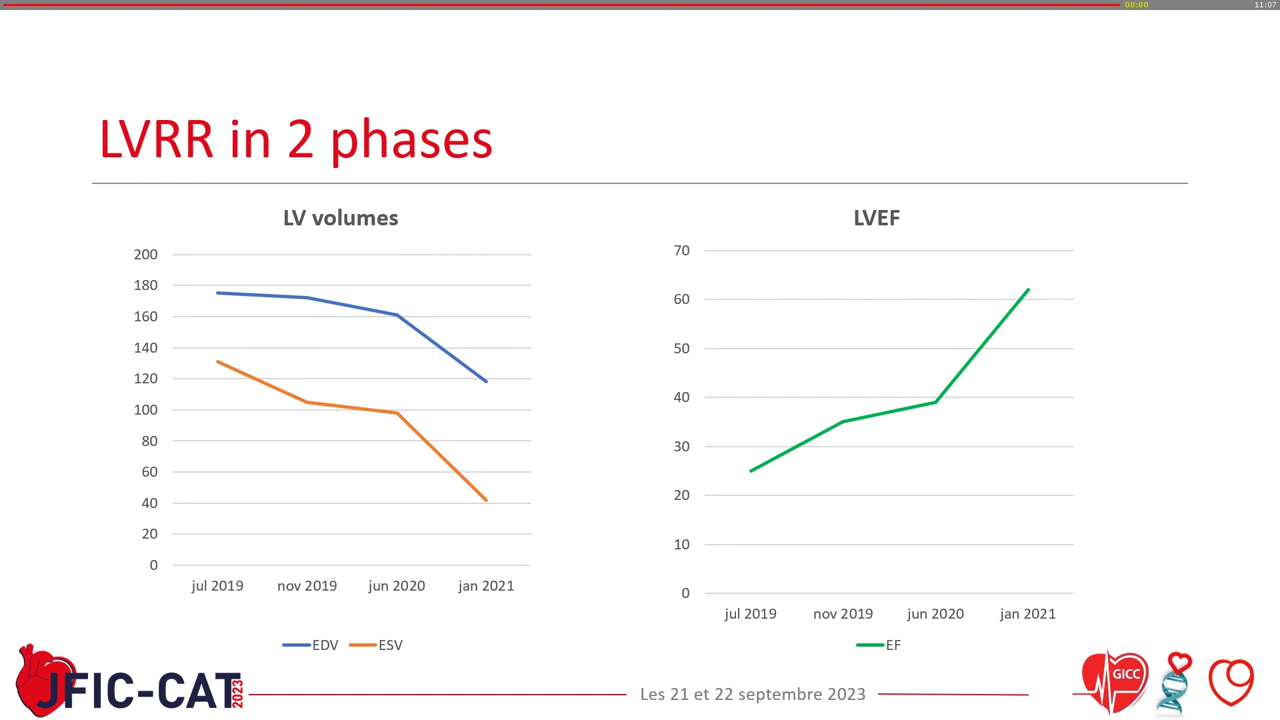 00:00
11:07
LVRR in 2 phases
LV volumes
200
180
160
140
120
100
80
60
40
20
0
jul 2019 nov 2019 jun 2020 jan 2021
EDV ESV
LVEF
70
60
50
40
30
20
10
0
jul 2019 nov 2019 jun 2020 jan 2021
EF
JFIC-CAT 2023
Les 21 et 22 septembre 2023
GICC